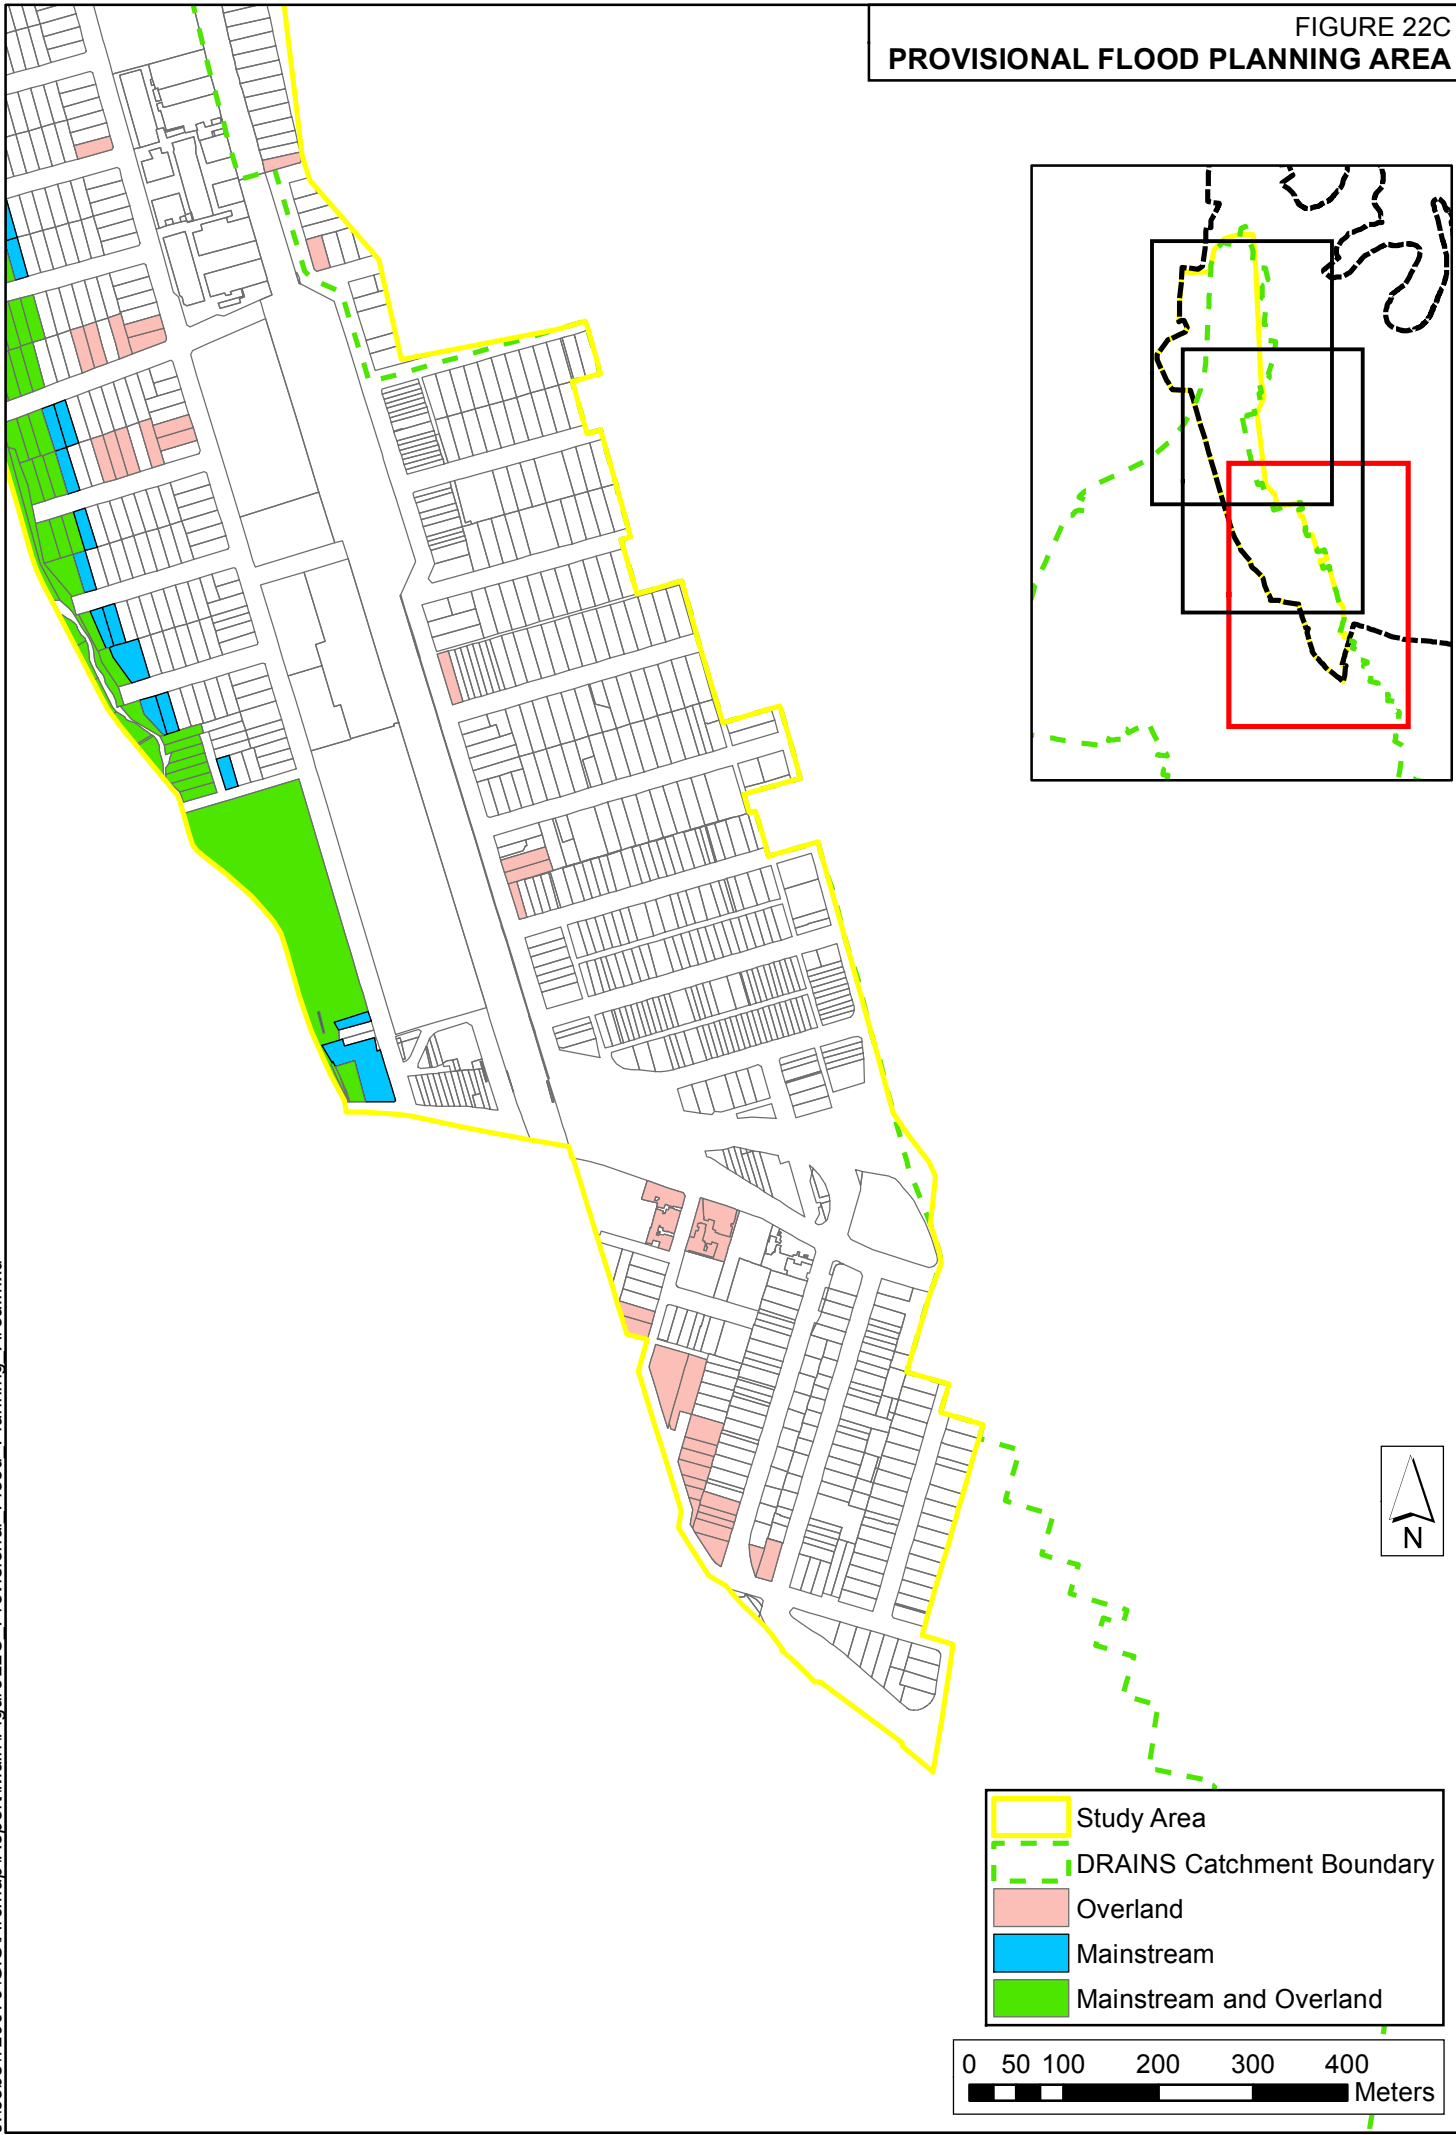 FIGURE 22C
PROVISIONAL FLOOD PLANNING AREA
N
Study Area
DRAINS Catchment Boundary
Overland
Mainstream
Mainstream and Overland
0 50 100 200 300 400
Meters